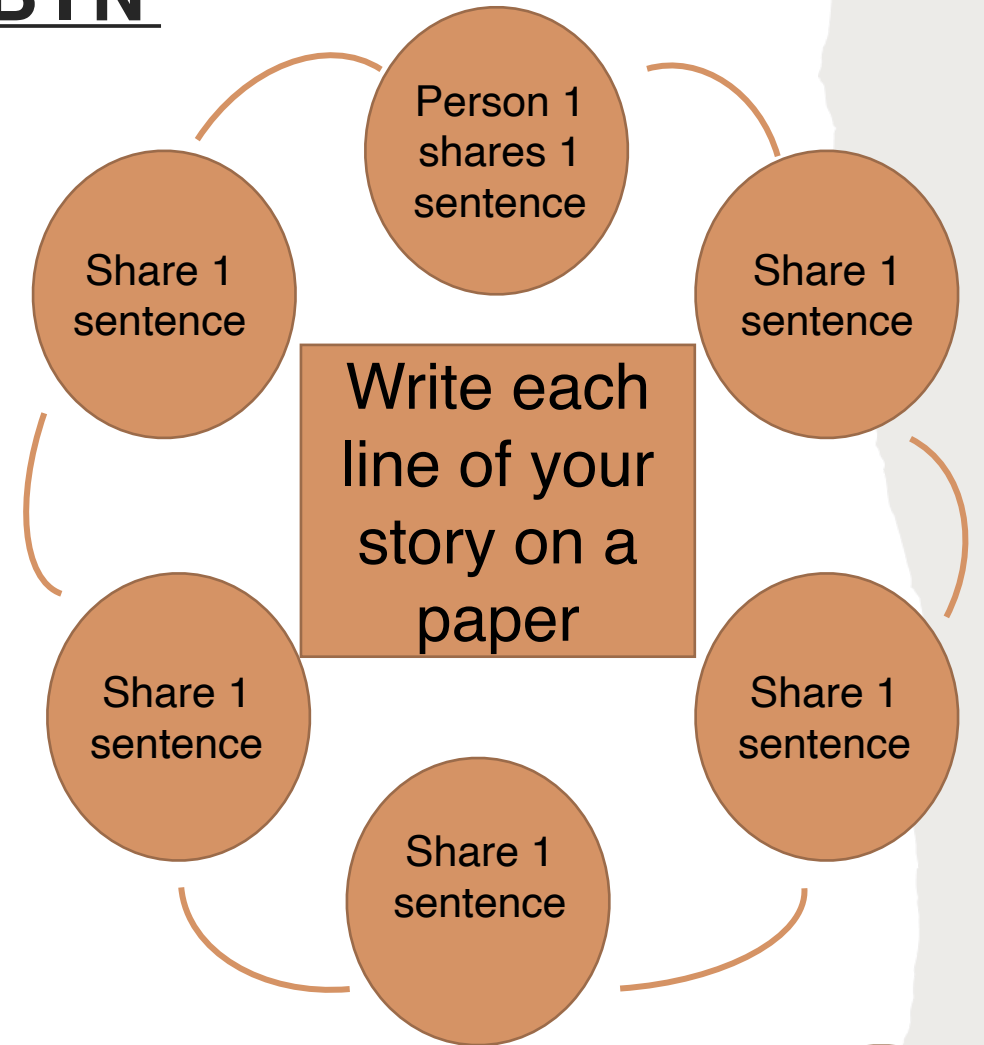 Person 1
shares 1
sentence
Share 1
sentence
Share 1
sentence
Write each
line of your
story on a
paper
Share 1
sentence
Share 1
sentence
Share 1
sentence